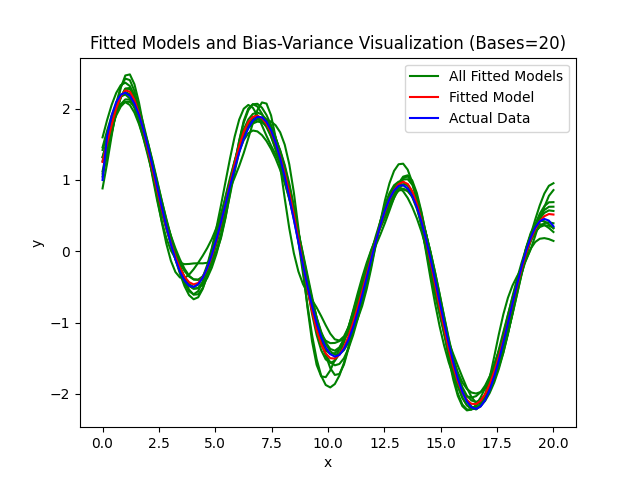 Fitted Models and Bias-Variance Visualization (Bases=20)
All Fitted Models
Fitted Model
Actual Data
y
2
1
0
−1
−2
0.0 2.5 5.0 7.5 10.0 12.5 15.0 17.5 20.0
x